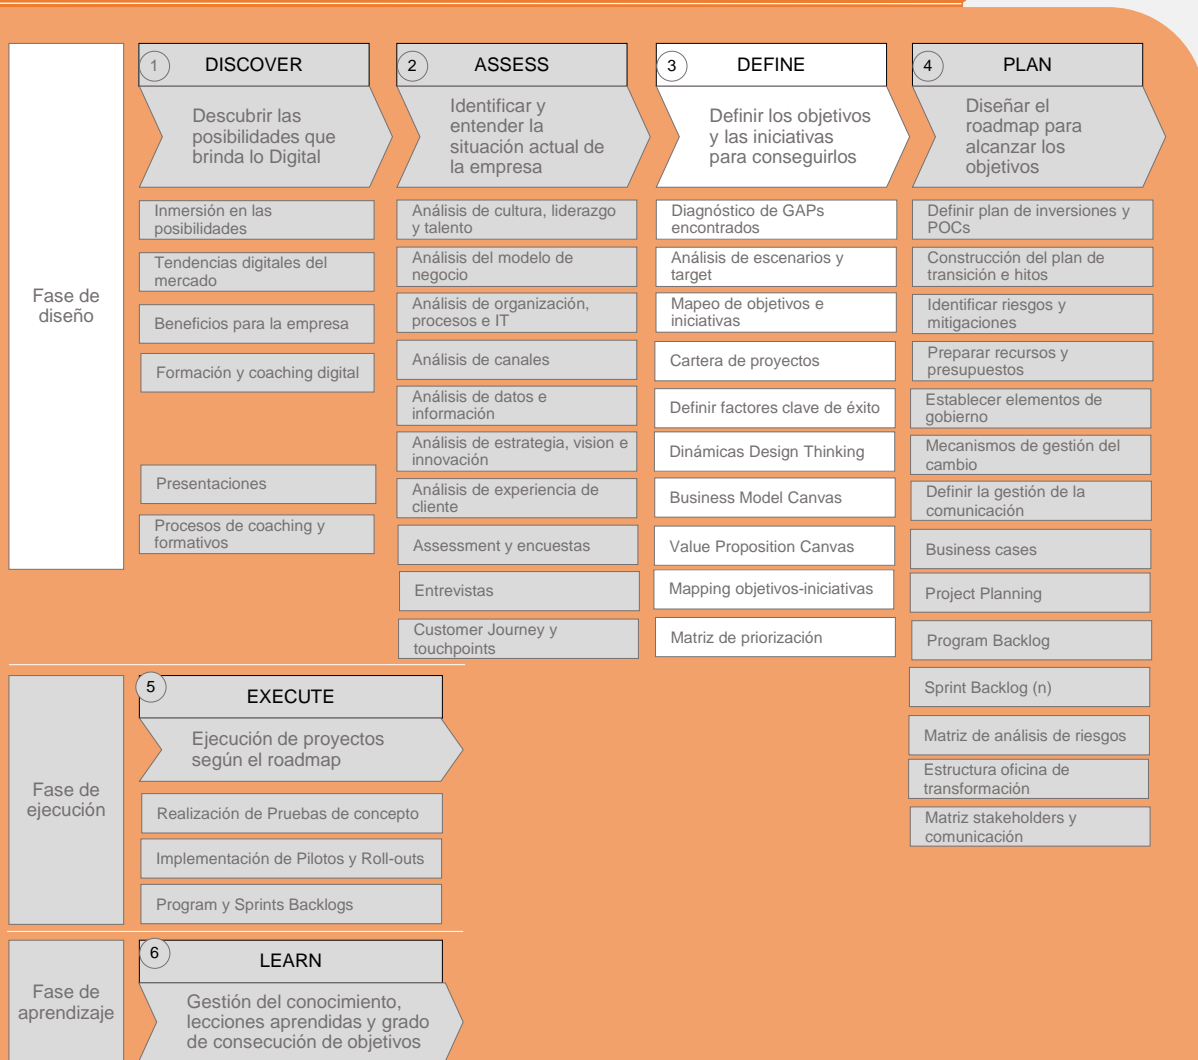 Fase de
diseño
1
DISCOVER
Descubrir las
posibilidades que
brinda lo Digital
Inmersión en las
posibilidades
Tendencias digitales del
mercado
Beneficios para la empresa
Formación y coaching digital
Presentaciones
Procesos de coaching y
formativos
2
ASSESS
Identificar y
entender la
situación actual de
la empresa
Análisis de cultura, liderazgo
y talento
Análisis del modelo de
negocio
Análisis de organización,
procesos e IT
Análisis de canales
Análisis de datos e
información
Análisis de estrategia, vision e
innovación
Análisis de experiencia de
cliente
Assessment y encuestas
Entrevistas
Customer Journey y
touchpoints
3
DEFINE
Definir los objetivos
y las iniciativas
para conseguirlos
Diagnóstico de GAPs
encontrados
Análisis de escenarios y
target
Mapeo de objetivos e
iniciativas
Cartera de proyectos
Definir factores clave de éxito
Dinámicas Design Thinking
Business Model Canvas
Value Proposition Canvas
Mapping objetivos-iniciativas
Matriz de priorización
4
PLAN
Diseñar el
roadmap para
alcanzar los
objetivos
Definir plan de inversiones y
POCs
Construcción del plan de
transición e hitos
Identificar riesgos y
mitigaciones
Preparar recursos y
presupuestos
Establecer elementos de
gobierno
Mecanismos de gestión del
cambio
Definir la gestión de la
comunicación
Business cases
Project Planning
Program Backlog
Sprint Backlog (n)
Matriz de análisis de riesgos
Estructura oficina de
transformación
Matriz stakeholders y
comunicación
Fase de
ejecución
5
EXECUTE
Ejecución de proyectos
según el roadmap
Realización de Pruebas de concepto
Implementación de Pilotos y Roll-outs
Program y Sprints Backlogs
Fase de
aprendizaje
6
LEARN
Gestión del conocimiento,
lecciones aprendidas y grado
de consecución de objetivos